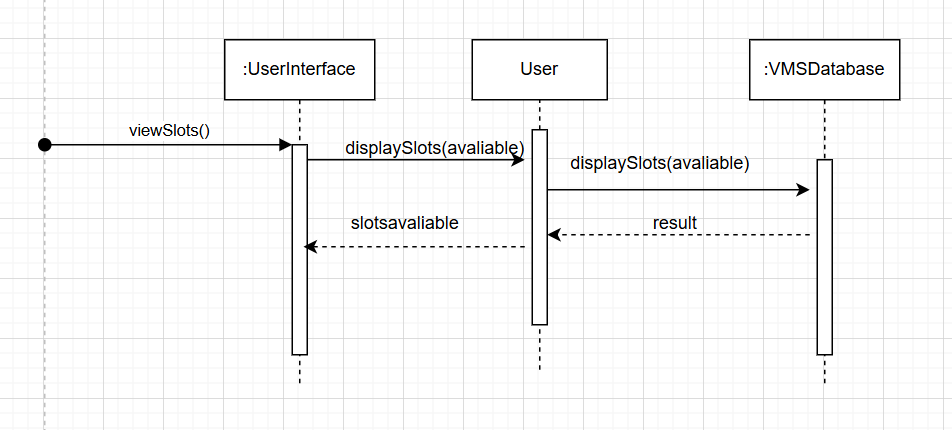 :UserInterface
User
:VMSDatabase
viewSlots()
displaySlots(avaliable)
displaySlots(avaliable)
slotsavaliable
result